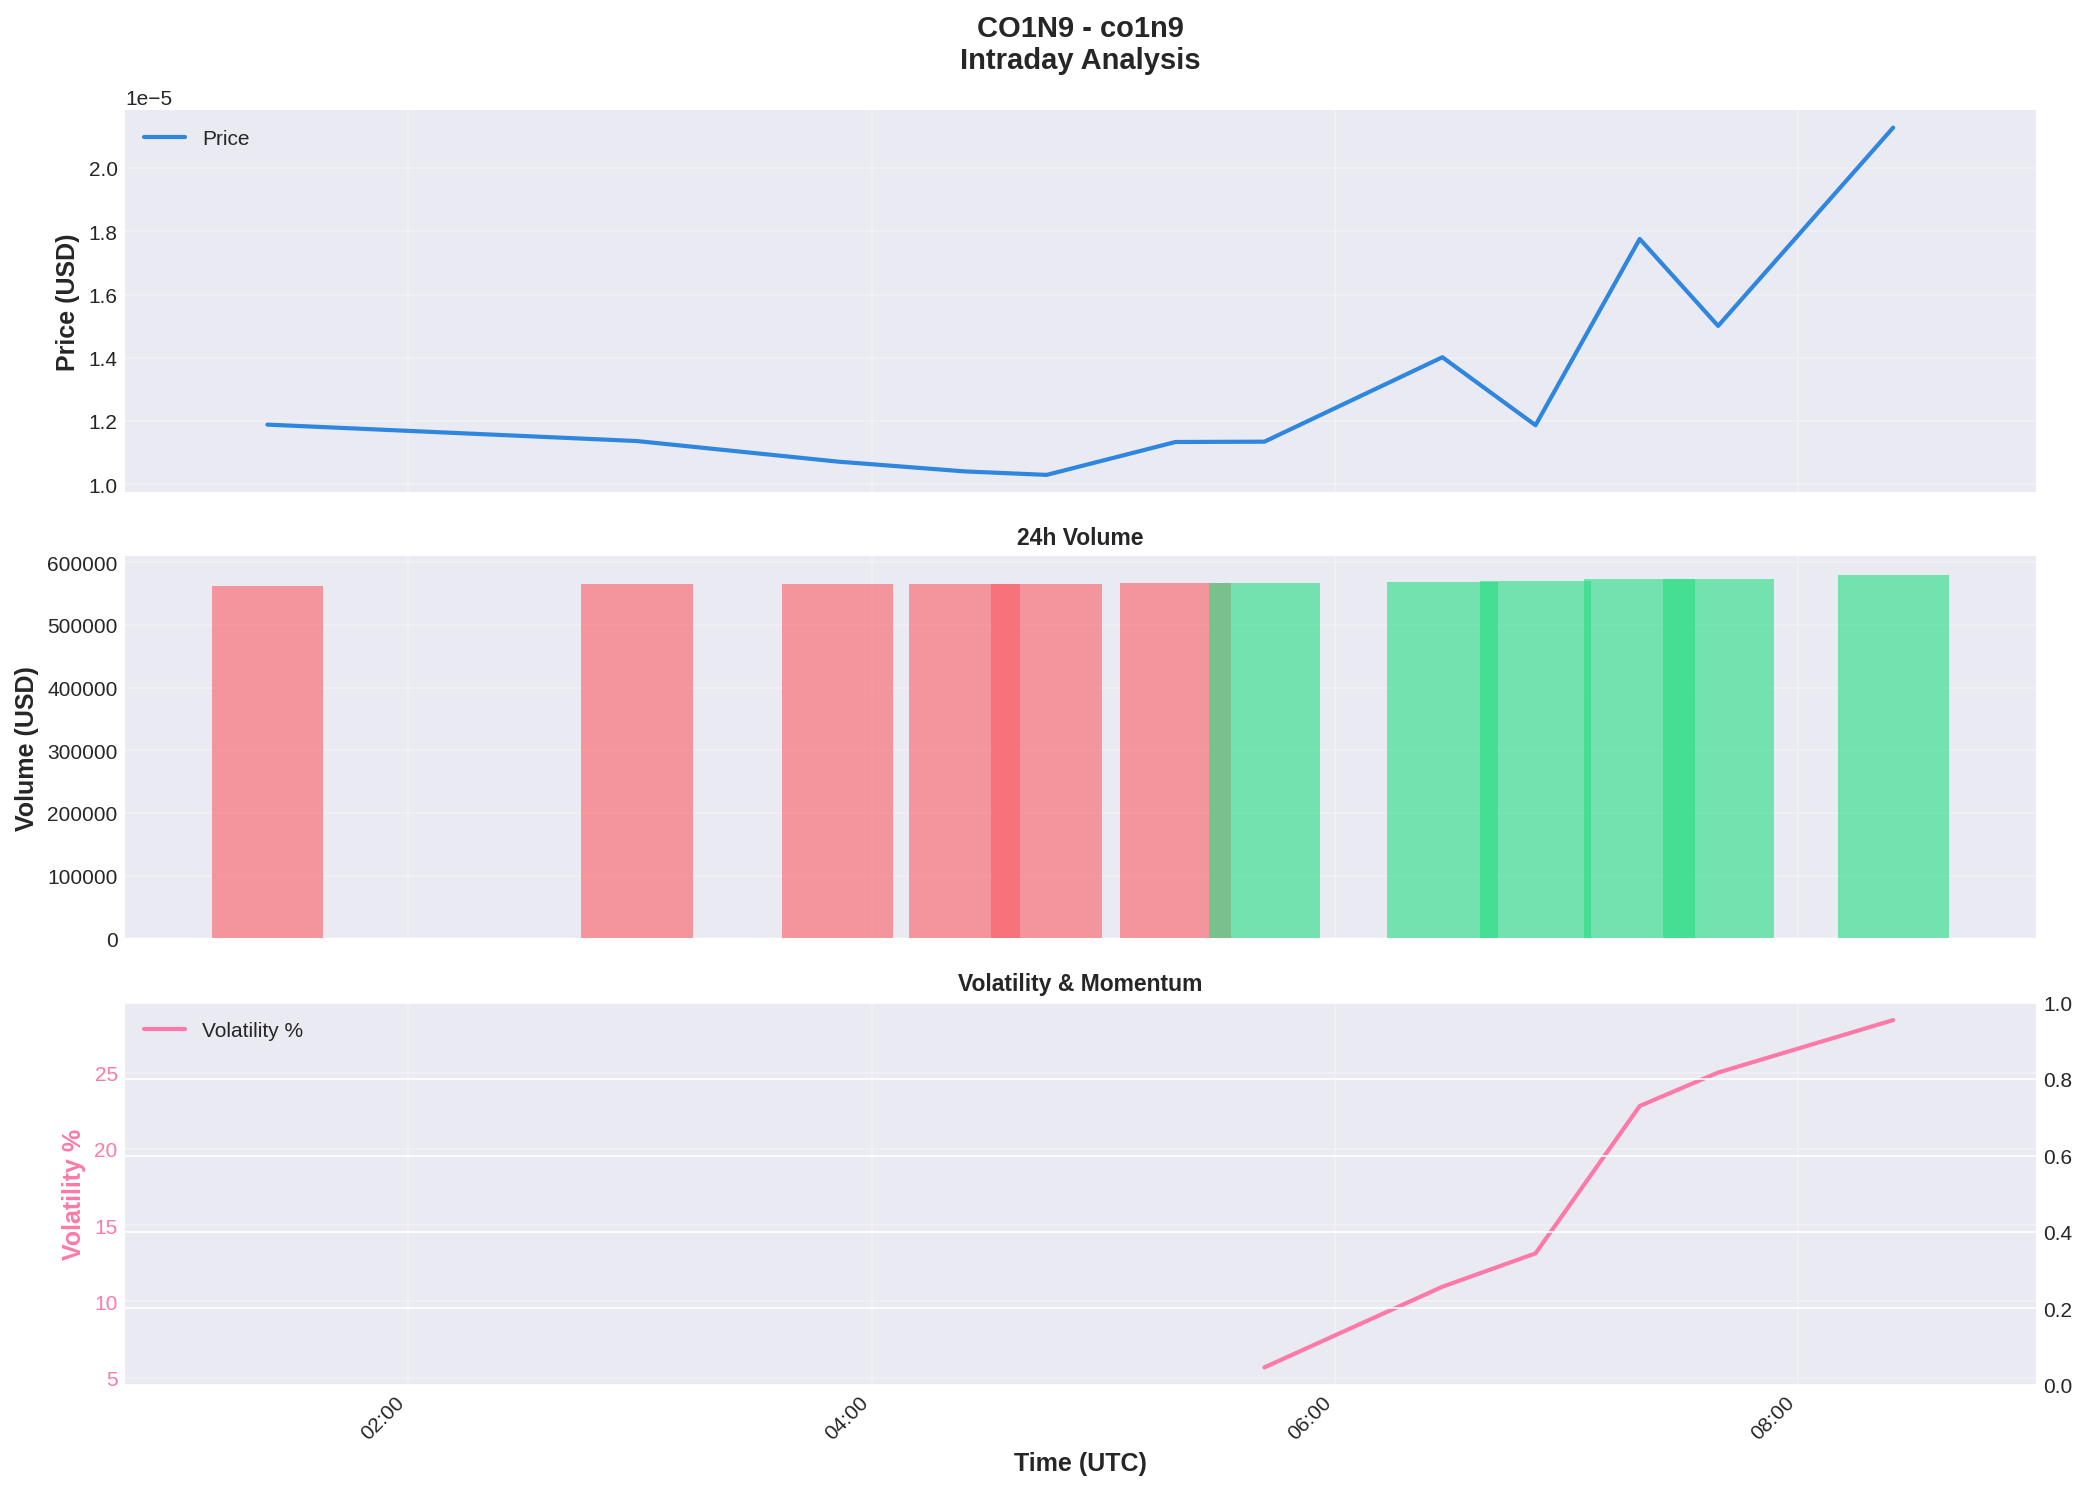 CO1N9 - co1n9
Intraday Analysis
1e−5
Price
2.0
1.8
1.6
1.4
1.2
1.0
Price (USD)
24h Volume
600000
500000
400000
300000
200000
100000
0
Volume (USD)
Volatility & Momentum
Volatility %
25
20
15
10
5
Volatility %
1.0
0.8
0.6
0.4
0.2
0.0
02:00
04:00
06:00
08:00
Time (UTC)